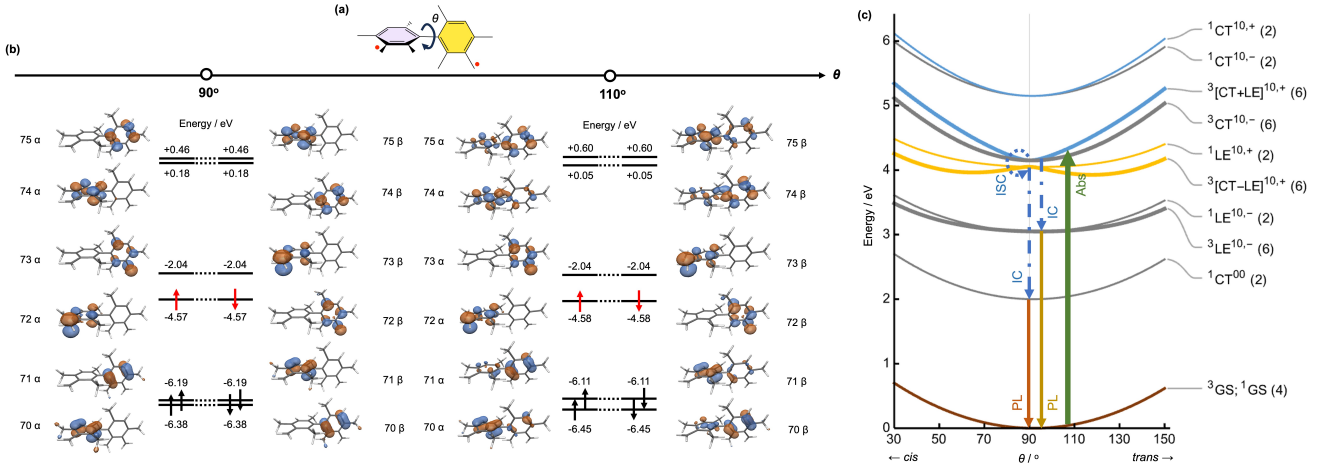 (a)
θ
(b)
θ
90º
110º
Energy / eV
75 α
+0.46
+0.46
75 β
+0.18
+0.18
74 α
74 β
73 α
-2.04
-2.04
73 β
72 α
-4.57
-4.57
72 β
71 α
-6.19
-6.19
71 β
70 α
-6.38
-6.38
70 β
Energy / eV
75 α
+0.60
+0.60
75 β
+0.05
+0.05
74 α
74 β
73 α
-2.04
-2.04
73 β
72 α
-4.58
-4.58
72 β
71 α
-6.11
-6.11
71 β
70 α
-6.45
-6.45
70 β
(c)
Energy / eV
6
5
4
3
2
1
0
30
50
70
90
110
130
150
← cis
θ / º
trans →
ISC
IC
IC
Abs
PL
PL
¹CT¹⁰,⁺ (2)
¹CT¹⁰,⁻ (2)
³[CT+LE]¹⁰,⁺ (6)
³CT¹⁰,⁻ (6)
¹LE¹⁰,⁺ (2)
³[CT−LE]¹⁰,⁺ (6)
¹LE¹⁰,⁻ (2)
³LE¹⁰,⁻ (6)
¹CT⁰⁰ (2)
³GS; ¹GS (4)